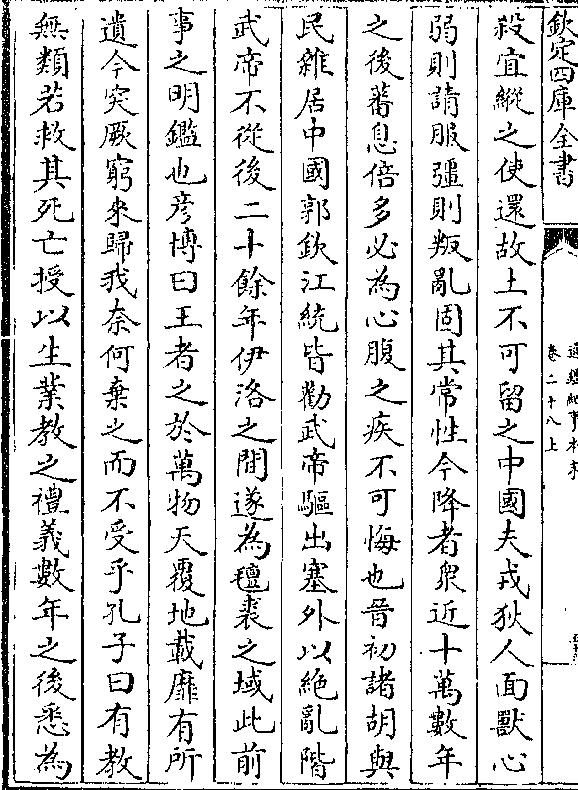 欽定四庫全書
通鑑紀事本末
卷二十八上
殺宜縱之使還故土不可留之中國夫戎狄人面獸心
弱則請服彊則叛亂固其常性今降者衆近十萬數年
之後蕃息倍多必為心腹之疾不可悔也晉初諸胡與
民雜居中國郭欽江統皆勸武帝驅出塞外以絶亂階
武帝不從後二十餘年伊洛之間遂為氊裘之域此前
事之明鑑也彦博曰王者之於萬物天覆地載靡有所
遺今突厥窮來歸我奈何棄之而不受乎孔子曰有教
無類若救其死亡授以生業教之禮義數年之後悉為